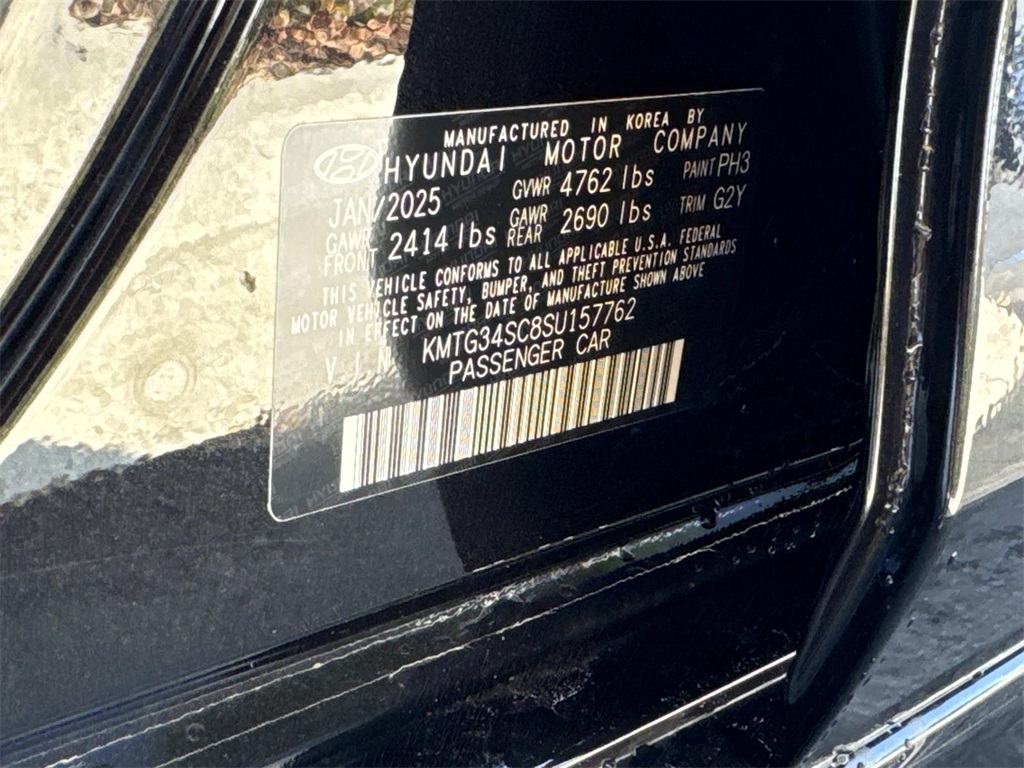 MANUFACTURED IN KOREA BY
HYUNDAI MOTOR COMPANY
JAN/2025 GVWR 4762 lbs PAINT PH3
GAWR FRONT 2414 lbs GAWR REAR 2690 lbs TRIM G2Y
THIS VEHICLE CONFORMS TO ALL APPLICABLE U.S.A. FEDERAL
MOTOR VEHICLE SAFETY, BUMPER, AND THEFT PREVENTION STANDARDS
IN EFFECT ON THE DATE OF MANUFACTURE SHOWN ABOVE
V.I.N KMTG34SC8SU157762
PASSENGER CAR